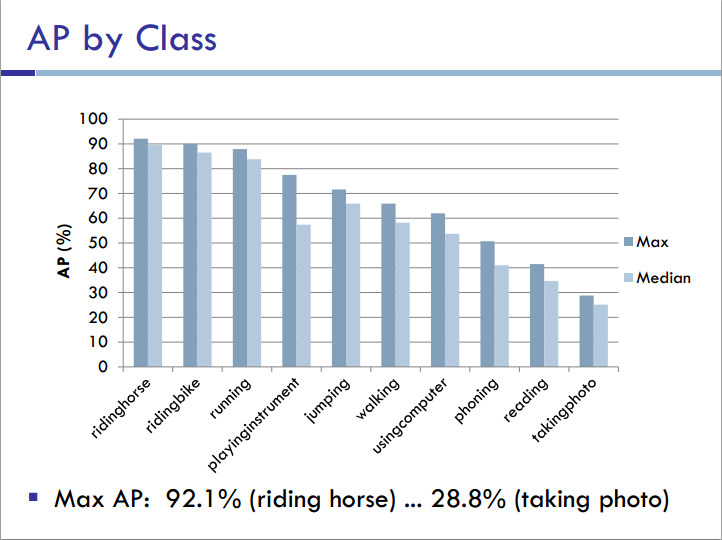 AP by Class
AP (%)
100
90
80
70
60
50
40
30
20
10
0
ridinghorse
ridingbike
running
playinginstrument
jumping
walking
usingcomputer
phoning
reading
takingphoto
Max
Median
▪ Max AP: 92.1% (riding horse) ... 28.8% (taking photo)